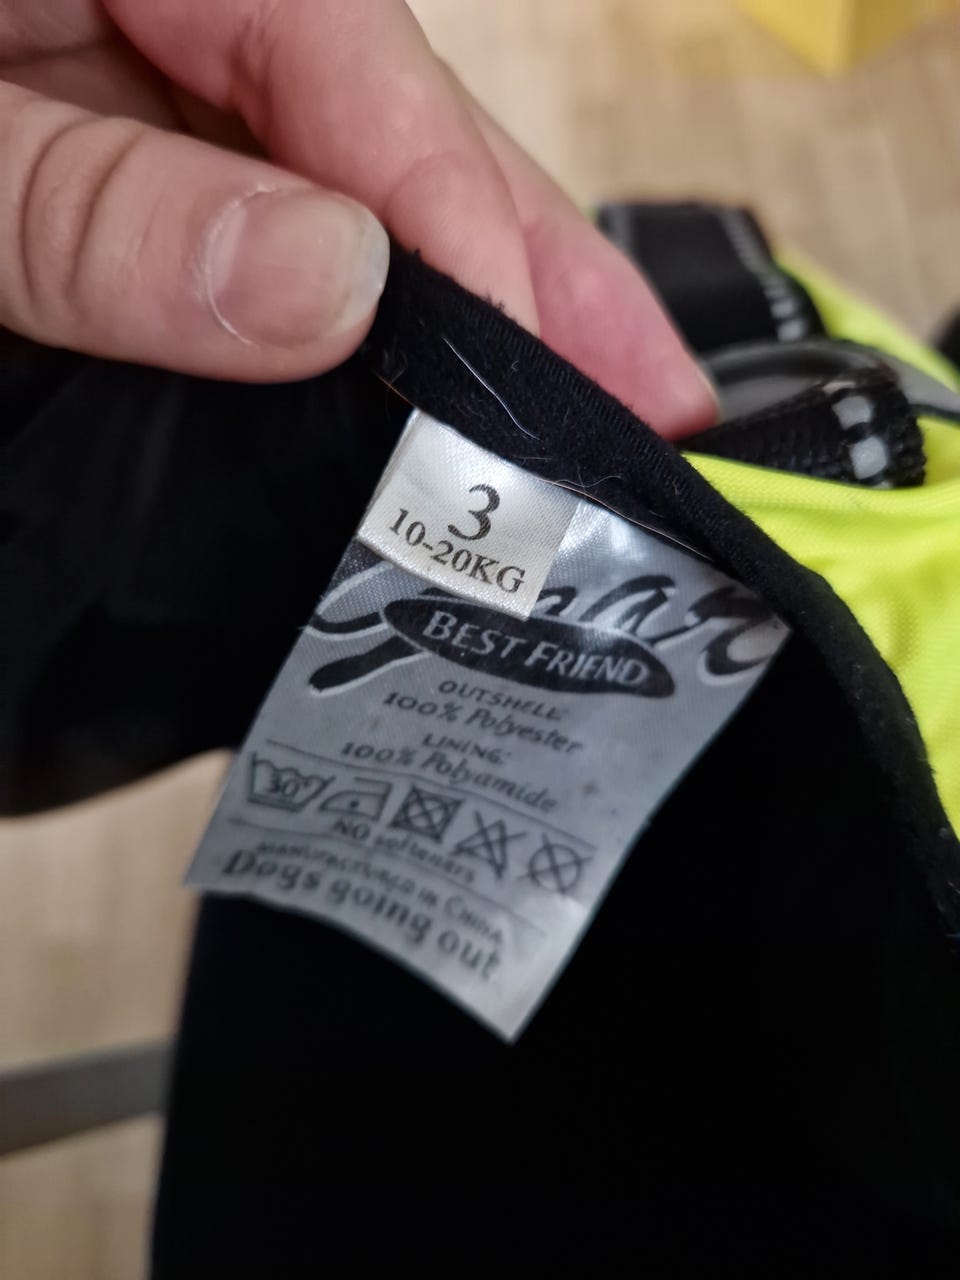 3
10-20KG
BEST FRIEND
OUTSHELL:
100% Polyester
LINING:
100% Polyamide
30°
NO softeners
MANUFACTURED IN CHINA
Dogs going out